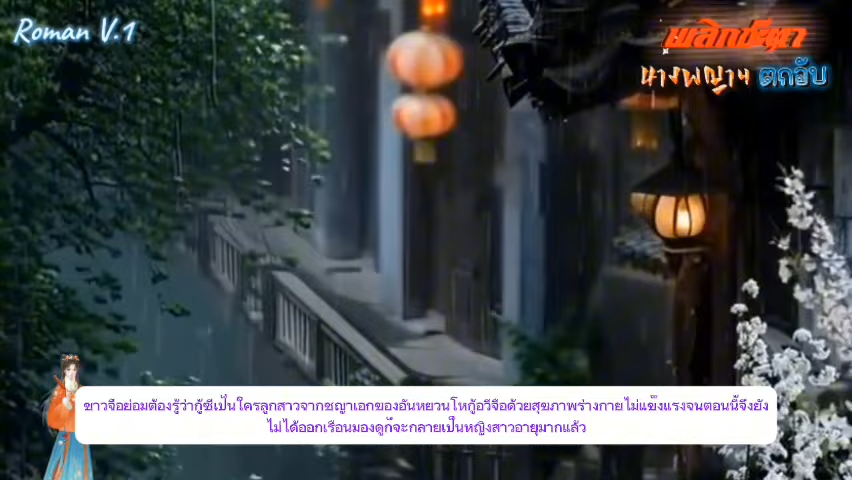 Roman V.1
พลิกชะตา
นางพญาฯ ตกอับ
ขาวจือย่อมต้องรู้ว่ากู้ซีเป็นใครลูกสาวจากชญาเอกของอันหยวนโหกู้อวีจือด้วยสุขภาพร่างกายไม่แข็งแรงจนตอนนี้จึงยัง
ไม่ได้ออกเรือนมองดูก็จะกลายเป็นหญิงสาวอายุมากแล้ว